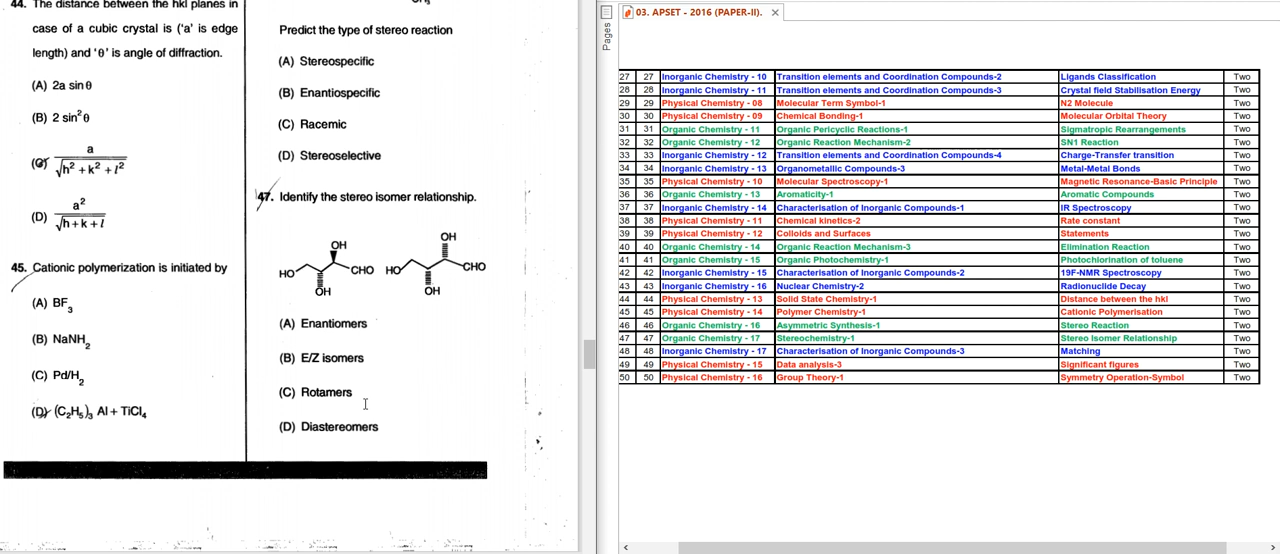 44. The distance between the hkl planes in
case of a cubic crystal is ('a' is edge
length) and 'θ' is angle of diffraction.
(A) 2a sin θ
(B) 2 sin² θ
(C) a / √h² + k² + l²
(D) a² / √h + k + l
45. Cationic polymerization is initiated by
(A) BF₃
(B) NaNH₂
(C) Pd/H₂
(D) (C₂H₅)₃ Al + TiCl₄
Predict the type of stereo reaction
(A) Stereospecific
(B) Enantiospecific
(C) Racemic
(D) Stereoselective
47. Identify the stereo isomer relationship.
OH OH
HO CHO HO CHO
OH OH
(A) Enantiomers
(B) E/Z isomers
(C) Rotamers
(D) Diastereomers
Pages
03. APSET - 2016 (PAPER-II).
27 27 Inorganic Chemistry - 10 Transition elements and Coordination Compounds-2 Ligands Classification Two
28 28 Inorganic Chemistry - 11 Transition elements and Coordination Compounds-3 Crystal field Stabilisation Energy Two
29 29 Physical Chemistry - 08 Molecular Term Symbol-1 N2 Molecule Two
30 30 Physical Chemistry - 09 Chemical Bonding-1 Molecular Orbital Theory Two
31 31 Organic Chemistry - 11 Organic Pericyclic Reactions-1 Sigmatropic Rearrangements Two
32 32 Organic Chemistry - 12 Organic Reaction Mechanism-2 SN1 Reaction Two
33 33 Inorganic Chemistry - 12 Transition elements and Coordination Compounds-4 Charge-Transfer transition Two
34 34 Inorganic Chemistry - 13 Organometallic Compounds-3 Metal-Metal Bonds Two
35 35 Physical Chemistry - 10 Molecular Spectroscopy-1 Magnetic Resonance-Basic Principle Two
36 36 Organic Chemistry - 13 Aromaticity-1 Aromatic Compounds Two
37 37 Inorganic Chemistry - 14 Characterisation of Inorganic Compounds-1 IR Spectroscopy Two
38 38 Physical Chemistry - 11 Chemical kinetics-2 Rate constant Two
39 39 Physical Chemistry - 12 Colloids and Surfaces Statements Two
40 40 Organic Chemistry - 14 Organic Reaction Mechanism-3 Elimination Reaction Two
41 41 Organic Chemistry - 15 Organic Photochemistry-1 Photochlorination of toluene Two
42 42 Inorganic Chemistry - 15 Characterisation of Inorganic Compounds-2 19F-NMR Spectroscopy Two
43 43 Inorganic Chemistry - 16 Nuclear Chemistry-2 Radionuclide Decay Two
44 44 Physical Chemistry - 13 Solid State Chemistry-1 Distance between the hkl Two
45 45 Physical Chemistry - 14 Polymer Chemistry-1 Cationic Polymerisation Two
46 46 Organic Chemistry - 16 Asymmetric Synthesis-1 Stereo Reaction Two
47 47 Organic Chemistry - 17 Stereochemistry-1 Stereo Isomer Relationship Two
48 48 Inorganic Chemistry - 17 Characterisation of Inorganic Compounds-3 Matching Two
49 49 Physical Chemistry - 15 Data analysis-3 Significant figures Two
50 50 Physical Chemistry - 16 Group Theory-1 Symmetry Operation-Symbol Two